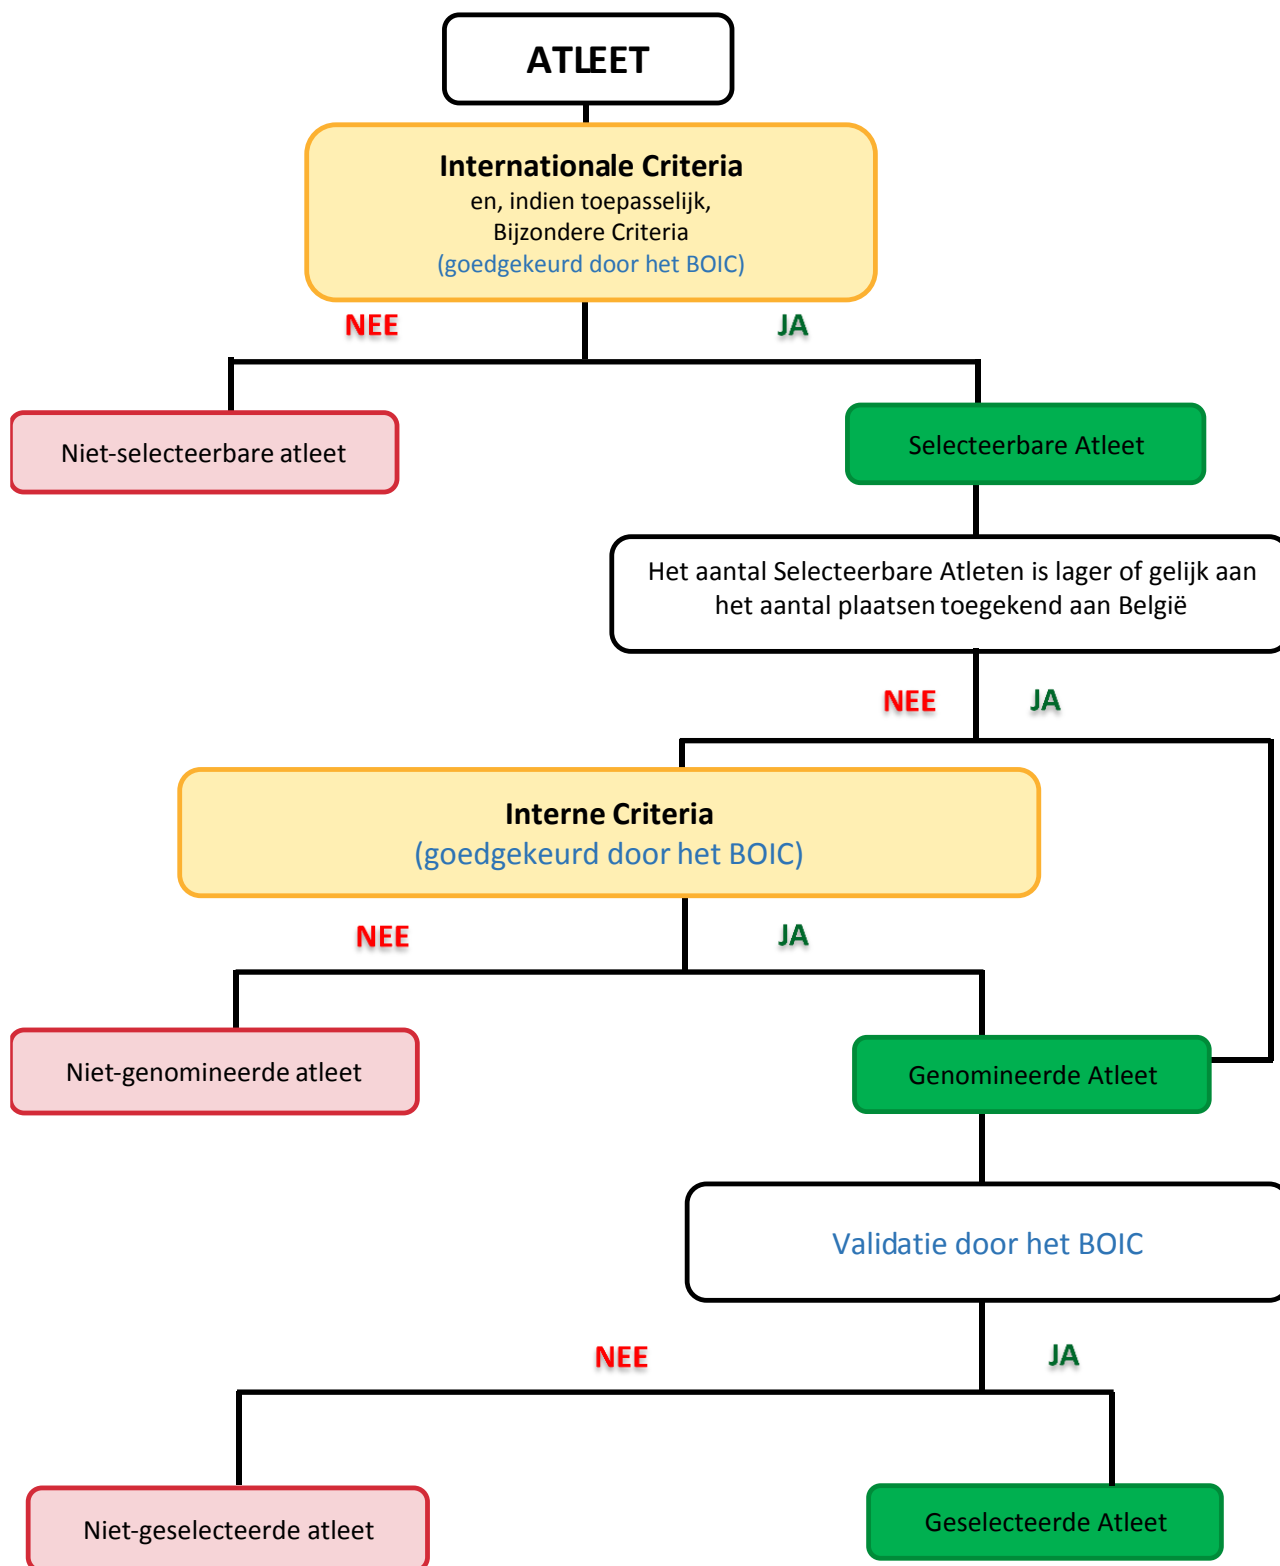 ATLEET
Internationale Criteria
en, indien toepasselijk,
Bijzondere Criteria
(goedgekeurd door het BOIC)
NEE
JA
Niet-selecteerbare atleet
Selecteerbare Atleet
Het aantal Selecteerbare Atleten is lager of gelijk aan
het aantal plaatsen toegekend aan België
NEE
JA
Interne Criteria
(goedgekeurd door het BOIC)
NEE
JA
Niet-genomineerde atleet
Genomineerde Atleet
Validatie door het BOIC
NEE
JA
Niet-geselecteerde atleet
Geselecteerde Atleet